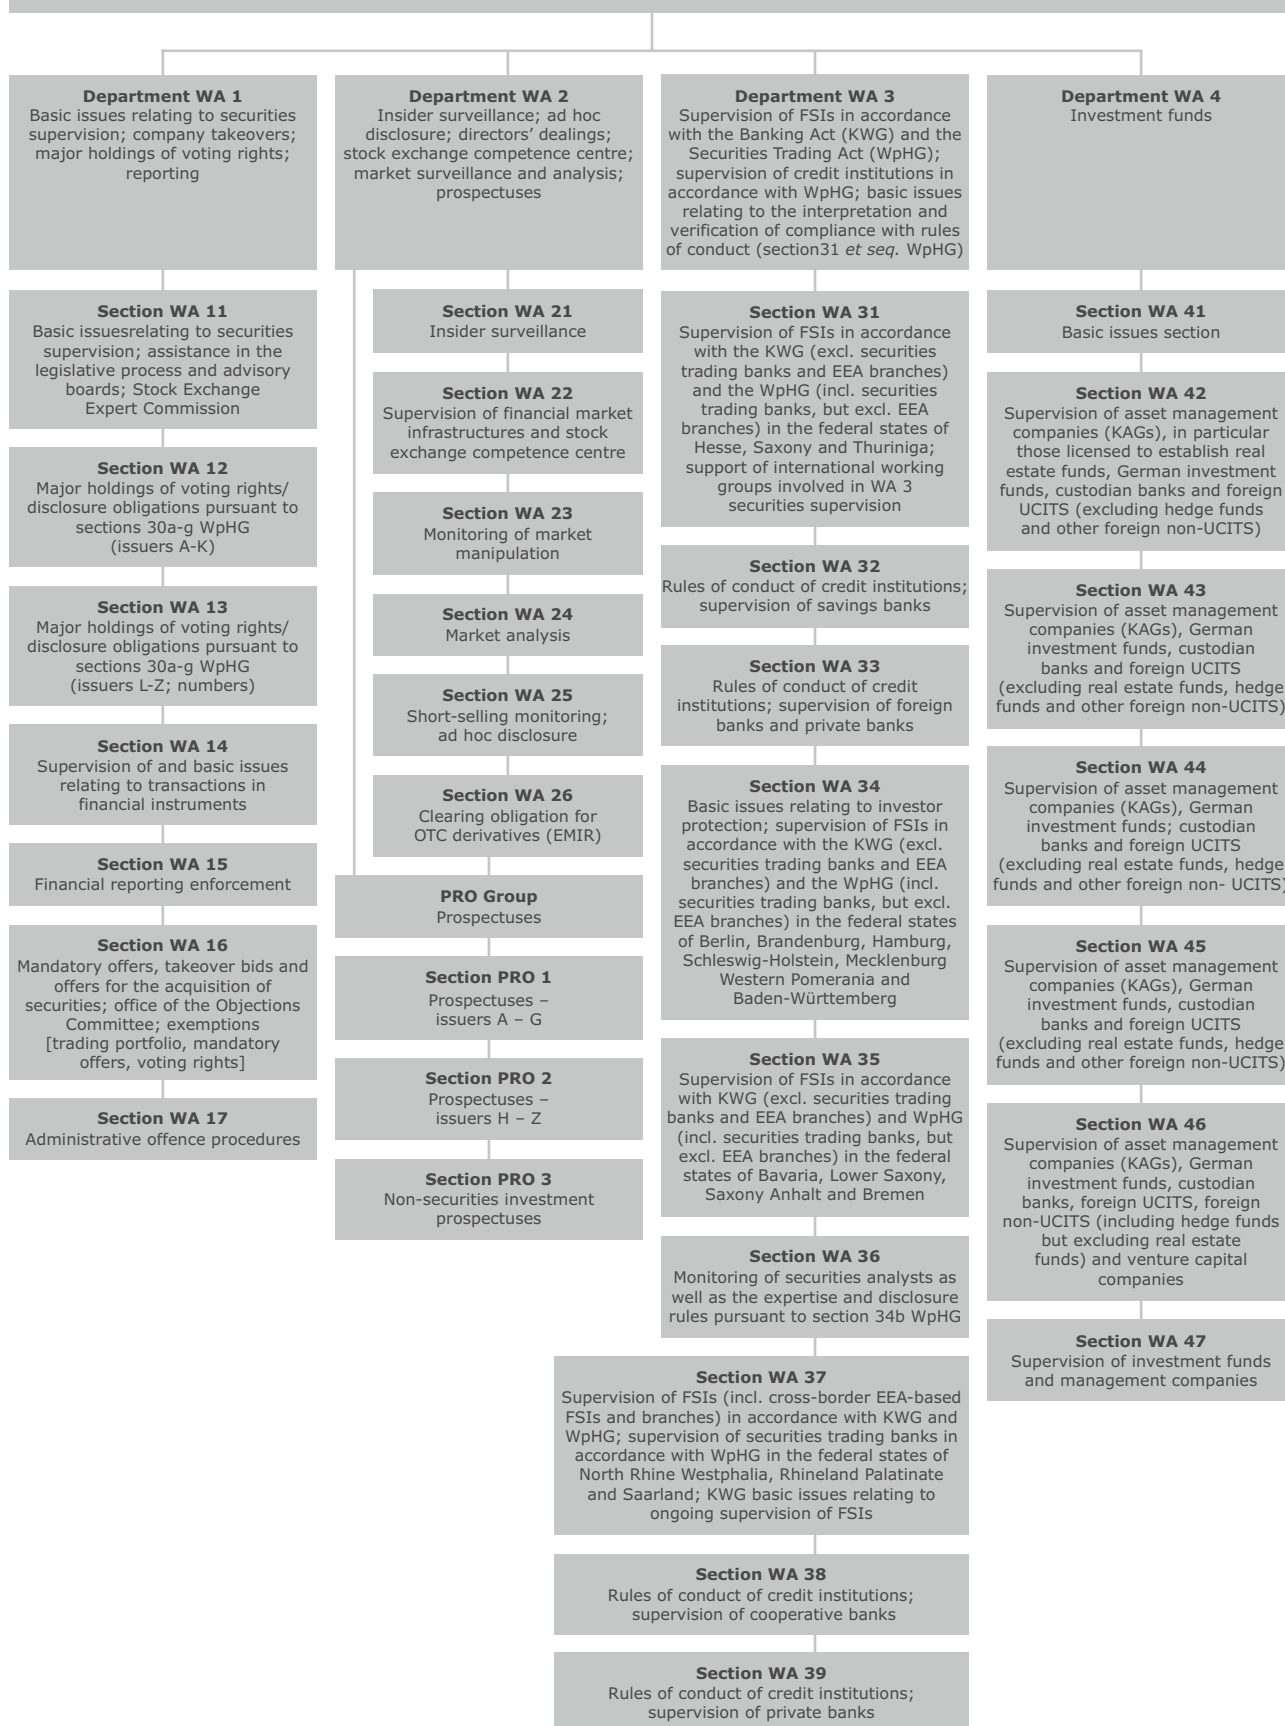 Department WA 1
Basic issues relating to securities
supervision; company takeovers;
major holdings of voting rights;
reporting
Section WA 11
Basic issuesrelating to securities
supervision; assistance in the
legislative process and advisory
boards; Stock Exchange
Expert Commission
Section WA 12
Major holdings of voting rights/
disclosure obligations pursuant to
sections 30a-g WpHG
(issuers A-K)
Section WA 13
Major holdings of voting rights/
disclosure obligations pursuant to
sections 30a-g WpHG
(issuers L-Z; numbers)
Section WA 14
Supervision of and basic issues
relating to transactions in
financial instruments
Section WA 15
Financial reporting enforcement
Section WA 16
Mandatory offers, takeover bids and
offers for the acquisition of
securities; office of the Objections
Committee; exemptions
[trading portfolio, mandatory
offers, voting rights]
Section WA 17
Administrative offence procedures
Department WA 2
Insider surveillance; ad hoc
disclosure; directors' dealings;
stock exchange competence centre;
market surveillance and analysis;
prospectuses
Section WA 21
Insider surveillance
Section WA 22
Supervision of financial market
infrastructures and stock
exchange competence centre
Section WA 23
Monitoring of market
manipulation
Section WA 24
Market analysis
Section WA 25
Short-selling monitoring;
ad hoc disclosure
Section WA 26
Clearing obligation for
OTC derivatives (EMIR)
PRO Group
Prospectuses
Section PRO 1
Prospectuses –
issuers A – G
Section PRO 2
Prospectuses –
issuers H – Z
Section PRO 3
Non-securities investment
prospectuses
Department WA 3
Supervision of FSIs in accordance
with the Banking Act (KWG) and the
Securities Trading Act (WpHG);
supervision of credit institutions in
accordance with WpHG; basic issues
relating to the interpretation and
verification of compliance with rules
of conduct (section31 et seq. WpHG)
Section WA 31
Supervision of FSIs in accordance
with the KWG (excl. securities
trading banks and EEA branches)
and the WpHG (incl. securities
trading banks, but excl. EEA
branches) in the federal states of
Hesse, Saxony and Thuriniga;
support of international working
groups involved in WA 3
securities supervision
Section WA 32
Rules of conduct of credit institutions;
supervision of savings banks
Section WA 33
Rules of conduct of credit
institutions; supervision of foreign
banks and private banks
Section WA 34
Basic issues relating to investor
protection; supervision of FSIs in
accordance with the KWG (excl.
securities trading banks and EEA
branches) and the WpHG (incl.
securities trading banks, but excl.
EEA branches) in the federal states
of Berlin, Brandenburg, Hamburg,
Schleswig-Holstein, Mecklenburg
Western Pomerania and
Baden-Württemberg
Section WA 35
Supervision of FSIs in accordance
with KWG (excl. securities trading
banks and EEA branches) and WpHG
(incl. securities trading banks, but
excl. EEA branches) in the federal
states of Bavaria, Lower Saxony,
Saxony Anhalt and Bremen
Section WA 36
Monitoring of securities analysts as
well as the expertise and disclosure
rules pursuant to section 34b WpHG
Section WA 37
Supervision of FSIs (incl. cross-border EEA-based
FSIs and branches) in accordance with KWG and
WpHG; supervision of securities trading banks in
accordance with WpHG in the federal states of
North Rhine Westphalia, Rhineland Palatinate
and Saarland; KWG basic issues relating to
ongoing supervision of FSIs
Section WA 38
Rules of conduct of credit institutions;
supervision of cooperative banks
Section WA 39
Rules of conduct of credit institutions;
supervision of private banks
Department WA 4
Investment funds
Section WA 41
Basic issues section
Section WA 42
Supervision of asset management
companies (KAGs), in particular
those licensed to establish real
estate funds, German investment
funds, custodian banks and foreign
UCITS (excluding hedge funds
and other foreign non-UCITS)
Section WA 43
Supervision of asset management
companies (KAGs), German
investment funds, custodian
banks and foreign UCITS
(excluding real estate funds, hedge
funds and other foreign non-UCITS)
Section WA 44
Supervision of asset management
companies (KAGs), German
investment funds; custodian
banks and foreign UCITS
(excluding real estate funds, hedge
funds and other foreign non- UCITS)
Section WA 45
Supervision of asset management
companies (KAGs), German
investment funds, custodian
banks and foreign UCITS
(excluding real estate funds, hedge
funds and other foreign non-UCITS)
Section WA 46
Supervision of asset management
companies (KAGs), German
investment funds, custodian
banks, foreign UCITS, foreign
non-UCITS (including hedge funds
but excluding real estate
funds) and venture capital
companies
Section WA 47
Supervision of investment funds
and management companies